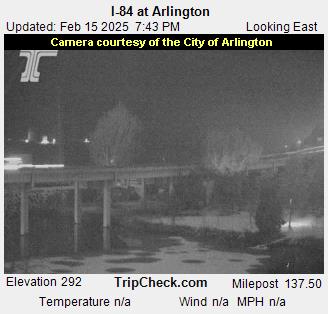 I-84 at Arlington
Updated: Feb 15 2025 7:43 PM Looking East
Camera courtesy of the City of Arlington
Elevation 292 TripCheck.com Milepost 137.50
Temperature n/a Wind n/a MPH n/a